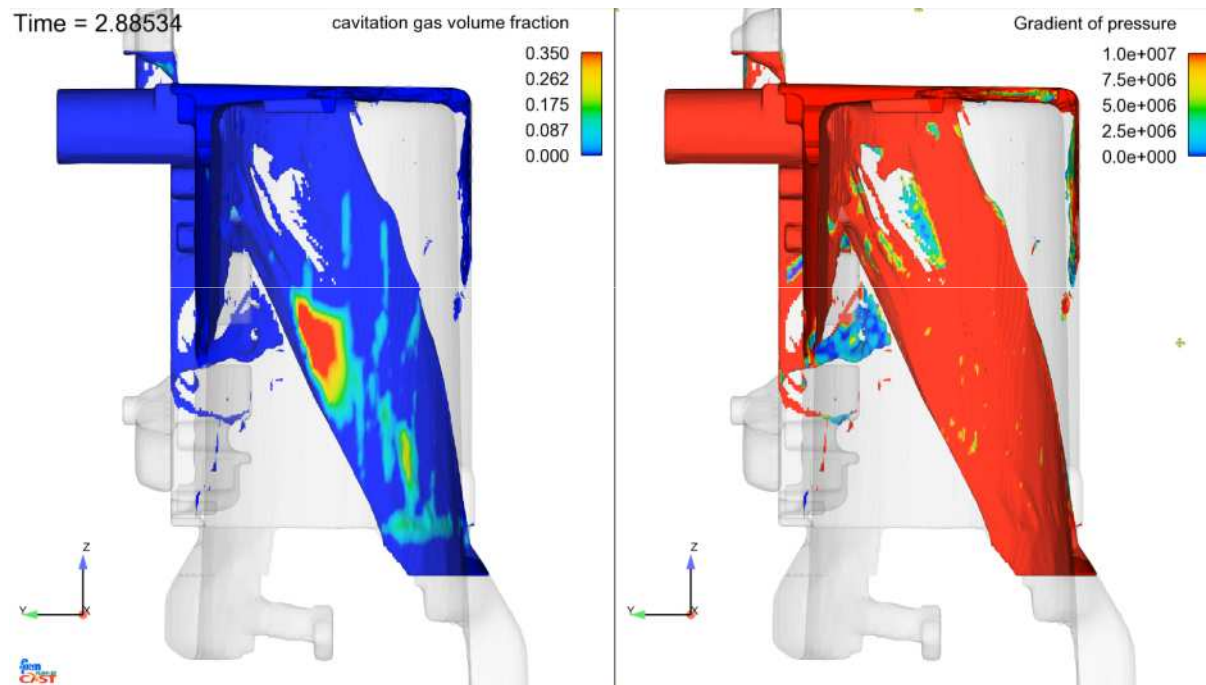 Time = 2.88534
cavitation gas volume fraction
0.350
0.262
0.175
0.087
0.000
Z
Y
X
CAST
Gradient of pressure
1.0e+007
7.5e+006
5.0e+006
2.5e+006
0.0e+000
Z
Y
X